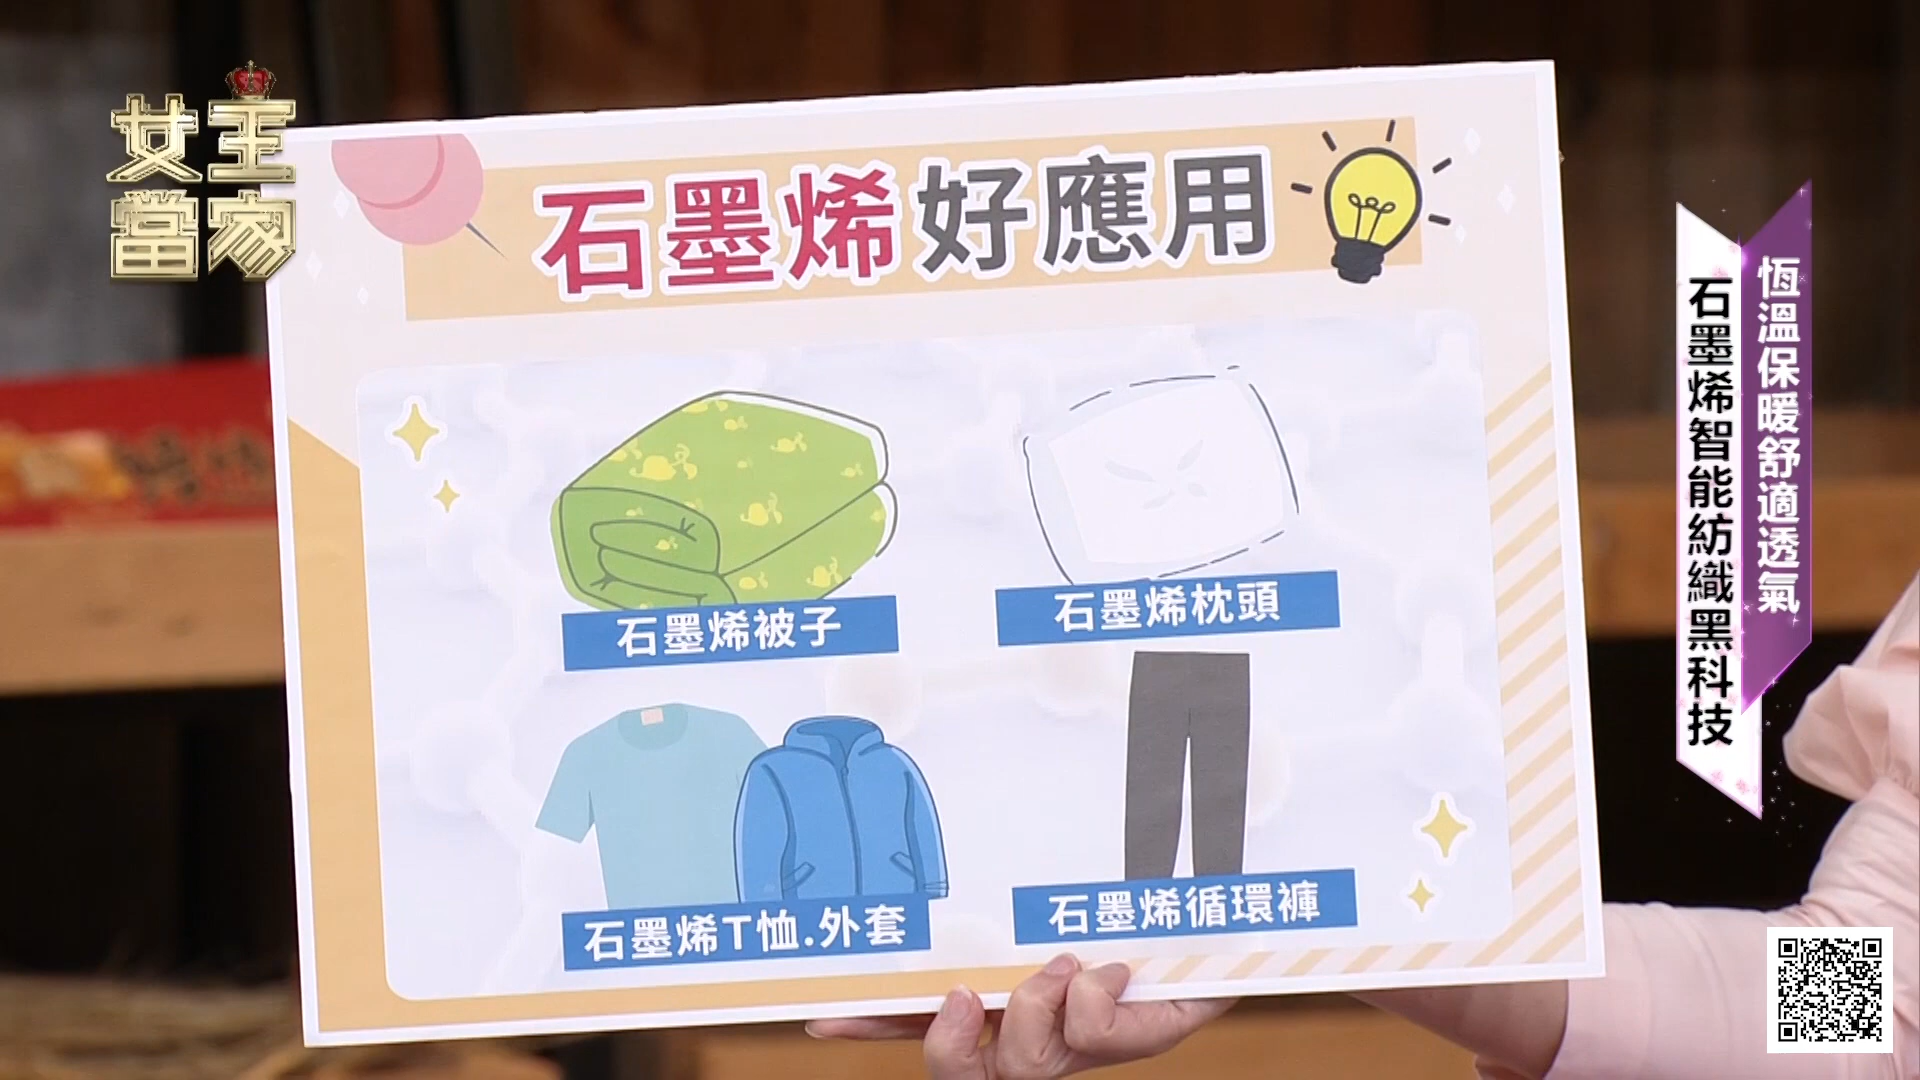 女王
當家
石墨烯好應用
石墨烯被子
石墨烯枕頭
石墨烯T恤.外套
石墨烯循環褲
恆溫保暖舒適透氣
石墨烯智能紡織黑科技